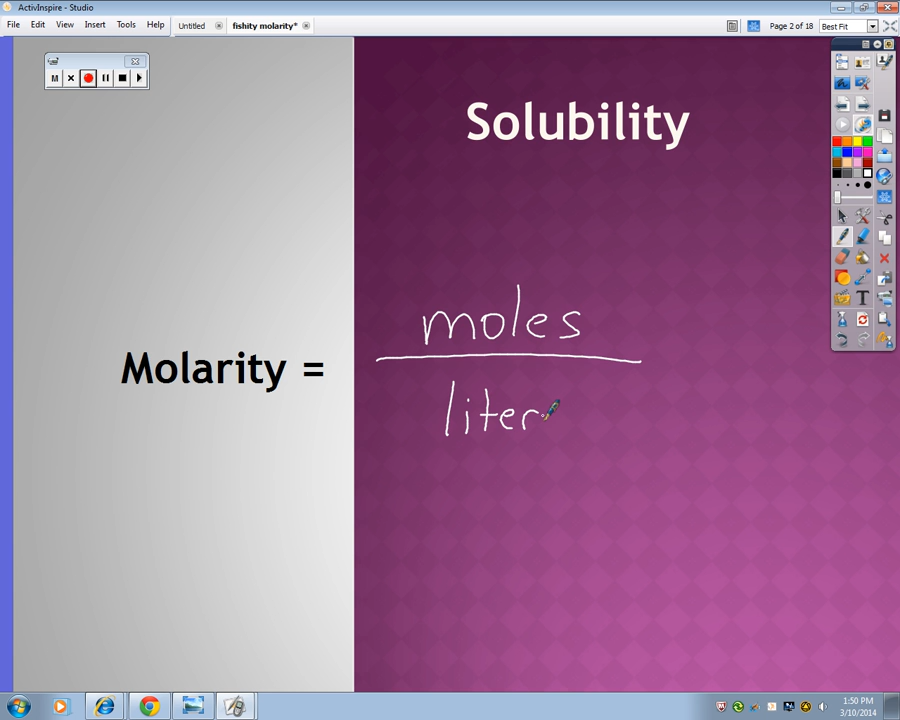 ActivInspire - Studio
File Edit View Insert Tools Help
Untitled
fishity molarity*
Page 2 of 18
Best Fit
M
Solubility
moles
Molarity =
liter
T
1:50 PM
3/10/2014